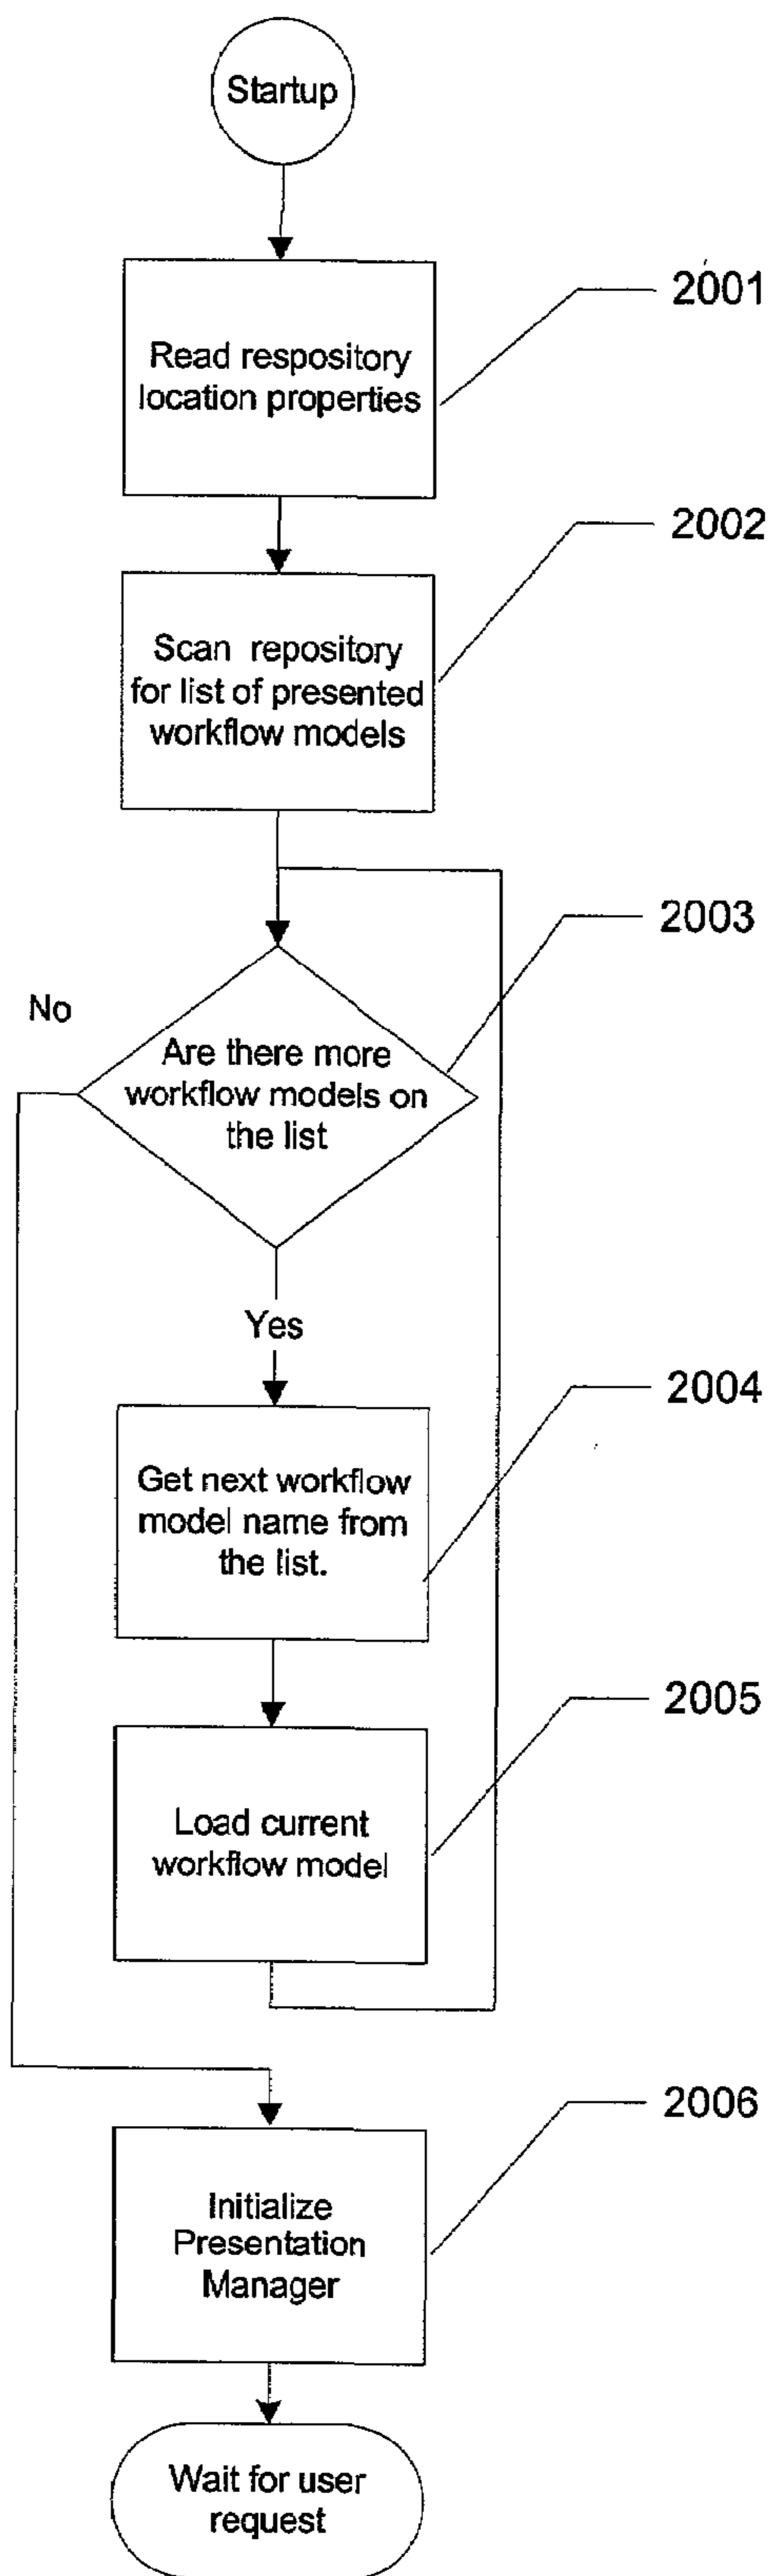 Startup
Read respository
location properties
2001
Scan repository
for list of presented
workflow models
2002
Are there more
workflow models on
the list
2003
No
Yes
Get next workflow
model name from
the list.
2004
Load current
workflow model
2005
Initialize
Presentation
Manager
2006
Wait for user
request